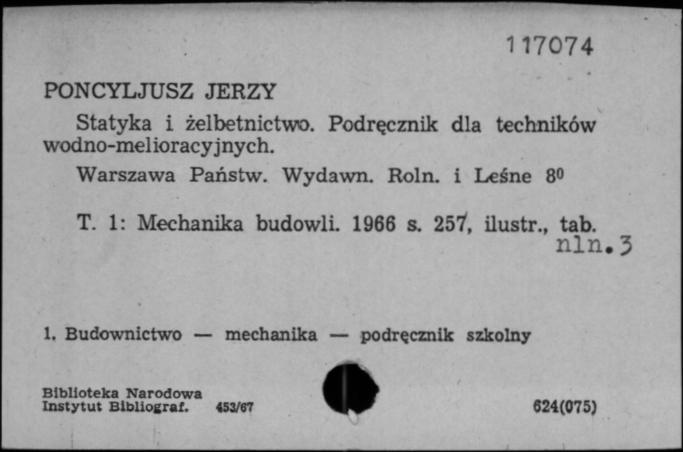 117074
PONCYLJUSZ JERZY
Statyka i żelbetnictwo. Podręcznik dla techników
wodno-melioracyjnych.
Warszawa Państw. Wydawn. Roln. i Leśne 8⁰
T. 1: Mechanika budowli. 1966 s. 257, ilustr., tab.
nln. 3
1. Budownictwo — mechanika — podręcznik szkolny
Biblioteka Narodowa
Instytut Bibliograf. 453/67
624(075)